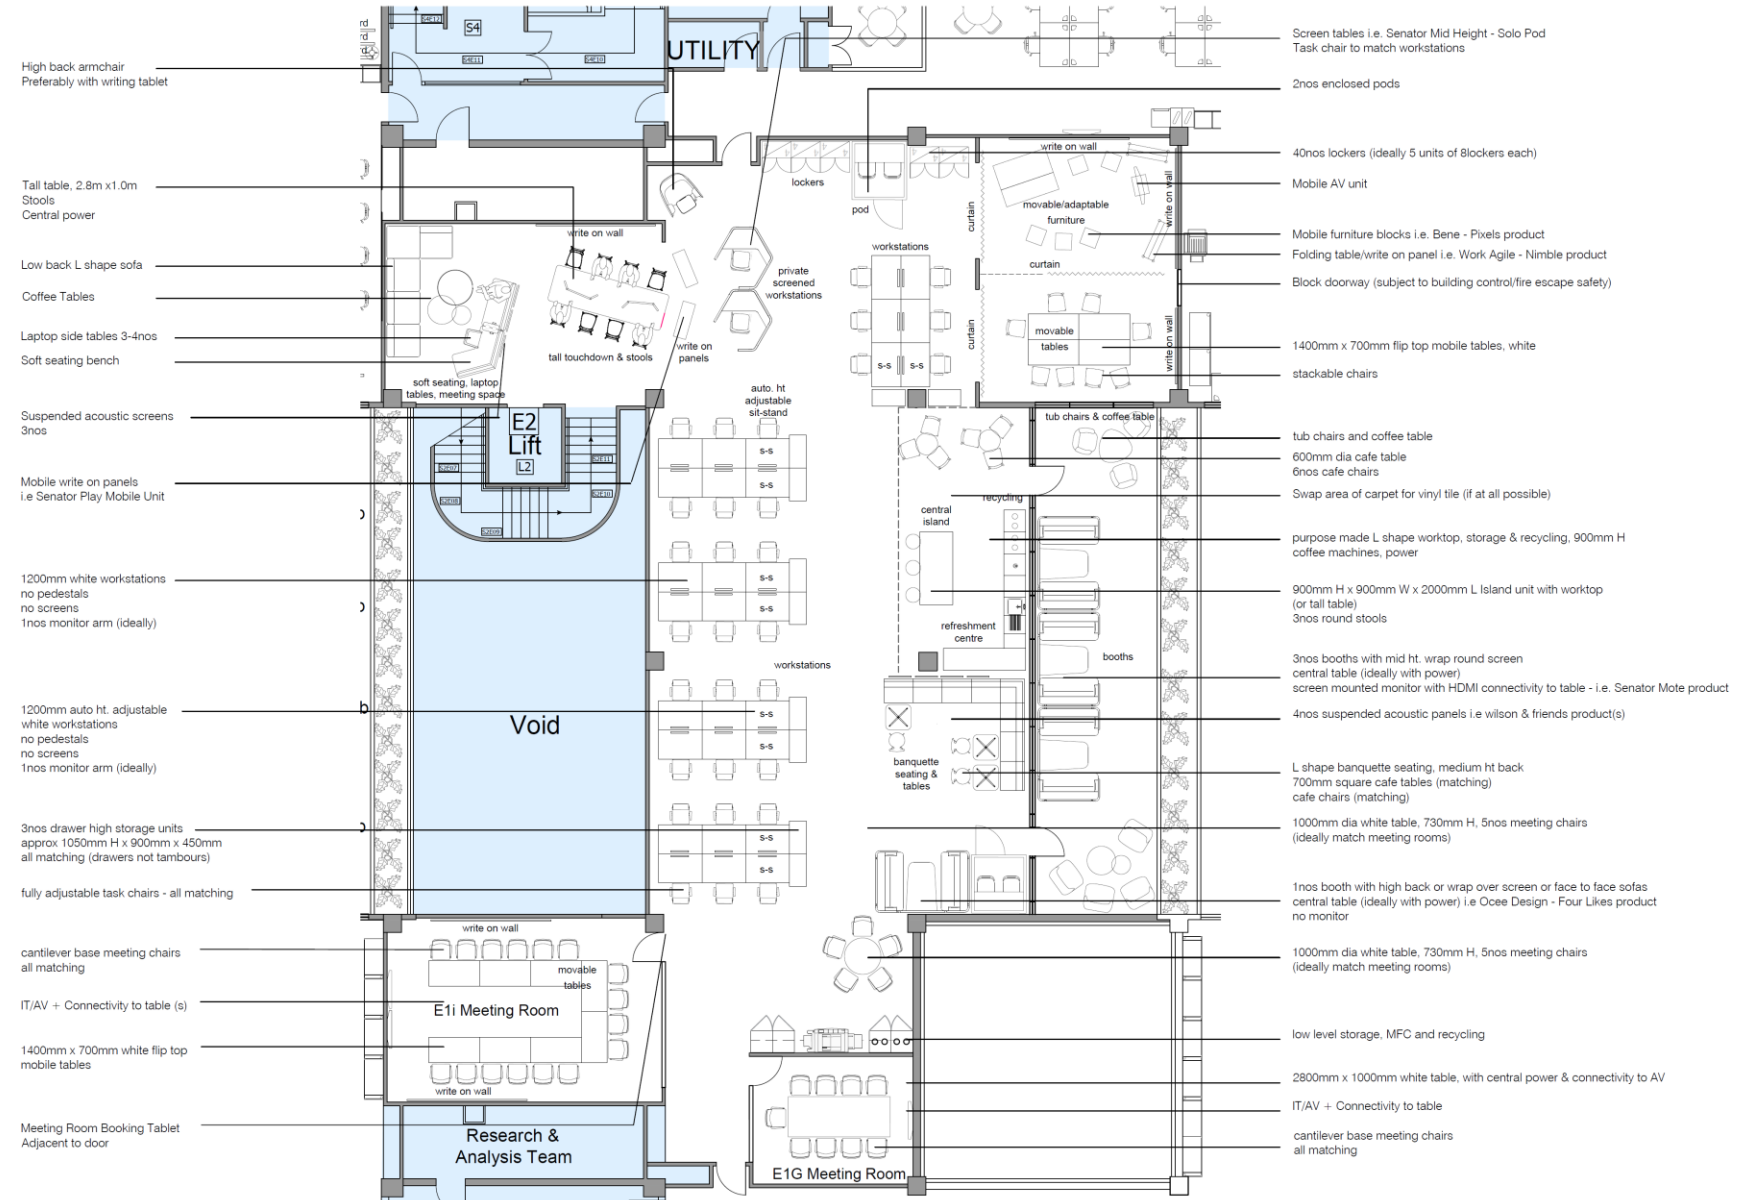 High back armchair
Preferably with writing tablet
Tall table, 2.8m x1.0m
Stools
Central power
Low back L shape sofa
Coffee Tables
Laptop side tables 3-4nos
Soft seating bench
Suspended acoustic screens
3nos
Mobile write on panels
i.e Senator Play Mobile Unit
1200mm white workstations
no pedestals
no screens
1nos monitor arm (ideally)
1200mm auto ht. adjustable
white workstations
no pedestals
no screens
1nos monitor arm (ideally)
3nos drawer high storage units
approx 1050mm H x 900mm x 450mm
all matching (drawers not tambours)
fully adjustable task chairs - all matching
cantilever base meeting chairs
all matching
IT/AV + Connectivity to table (s)
1400mm x 700mm white flip top
mobile tables
Meeting Room Booking Tablet
Adjacent to door
S4
UTILITY
S4E12
S4E11
S4E10
write on wall
lockers
pod
private
screened
workstations
workstations
s-s
s-s
write on
panels
tall touchdown & stools
soft seating, laptop
tables, meeting space
write on wall
movable/adaptable
furniture
curtain
curtain
curtain
write on wall
write on wall
movable
tables
E2
Lift
L2
S2E07
S2E08
S2E09
S2E10
S2E11
auto. ht
adjustable
sit-stand
s-s
s-s
s-s
s-s
workstations
s-s
s-s
s-s
s-s
Void
tub chairs & coffee table
recycling
central
island
refreshment
centre
booths
banquette
seating &
tables
write on wall
movable
tables
E1i Meeting Room
write on wall
Research &
Analysis Team
E1G Meeting Room
Screen tables i.e. Senator Mid Height - Solo Pod
Task chair to match workstations
2nos enclosed pods
40nos lockers (ideally 5 units of 8lockers each)
Mobile AV unit
Mobile furniture blocks i.e. Bene - Pixels product
Folding table/write on panel i.e. Work Agile - Nimble product
Block doorway (subject to building control/fire escape safety)
1400mm x 700mm flip top mobile tables, white
stackable chairs
tub chairs and coffee table
600mm dia cafe table
6nos cafe chairs
Swap area of carpet for vinyl tile (if at all possible)
purpose made L shape worktop, storage & recycling, 900mm H
coffee machines, power
900mm H x 900mm W x 2000mm L Island unit with worktop
(or tall table)
3nos round stools
3nos booths with mid ht. wrap round screen
central table (ideally with power)
screen mounted monitor with HDMI connectivity to table - i.e. Senator Mote product
4nos suspended acoustic panels i.e wilson & friends product(s)
L shape banquette seating, medium ht back
700mm square cafe tables (matching)
cafe chairs (matching)
1000mm dia white table, 730mm H, 5nos meeting chairs
(ideally match meeting rooms)
1nos booth with high back or wrap over screen or face to face sofas
central table (ideally with power) i.e Ocee Design - Four Likes product
no monitor
1000mm dia white table, 730mm H, 5nos meeting chairs
(ideally match meeting rooms)
low level storage, MFC and recycling
2800mm x 1000mm white table, with central power & connectivity to AV
IT/AV + Connectivity to table
cantilever base meeting chairs
all matching